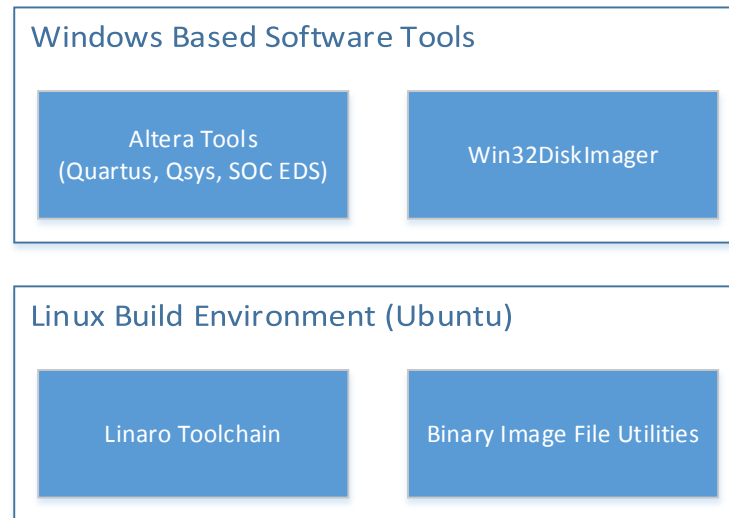 Windows Based Software Tools
Altera Tools
(Quartus, Qsys, SOC EDS)
Win32DiskImager
Linux Build Environment (Ubuntu)
Linaro Toolchain
Binary Image File Utilities